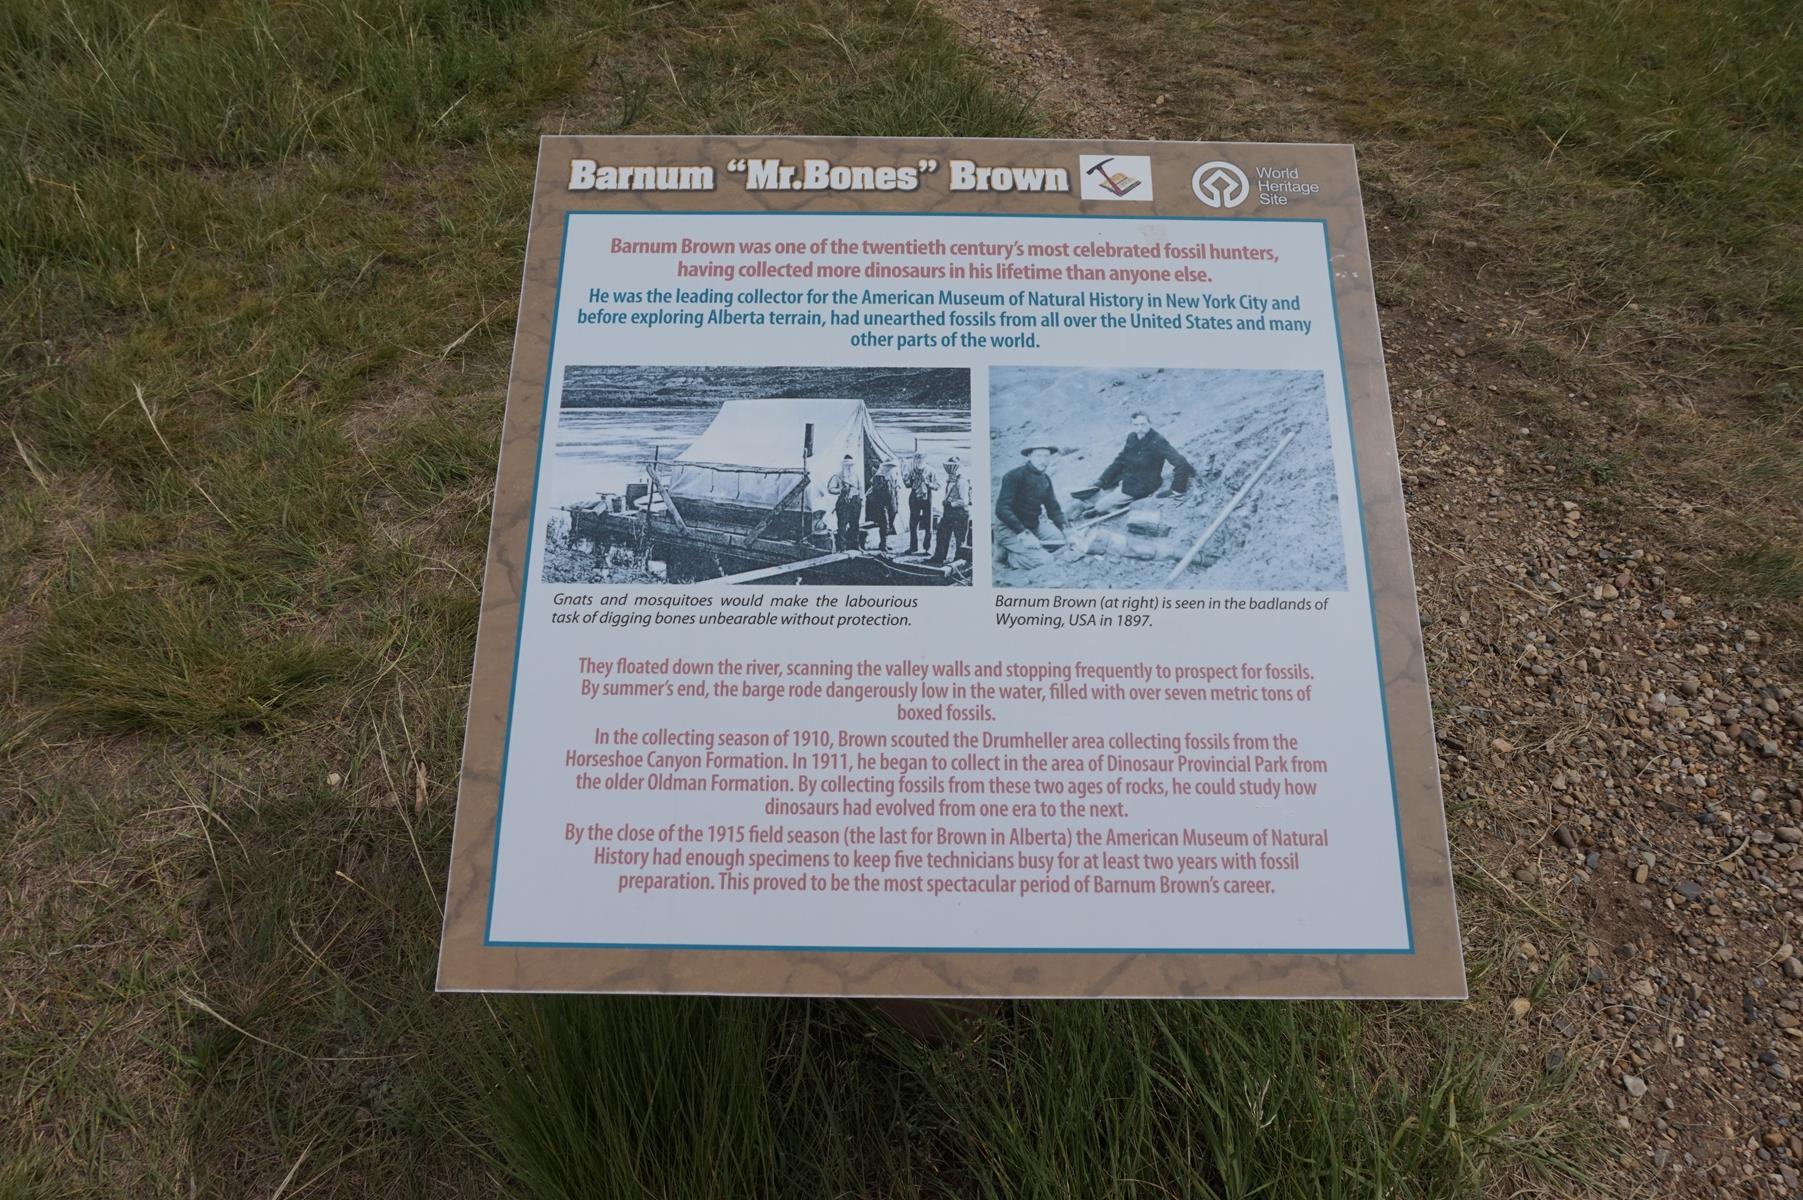 Barnum “Mr.Bones” Brown
World
Heritage
Site
Barnum Brown was one of the twentieth century’s most celebrated fossil hunters,
having collected more dinosaurs in his lifetime than anyone else.
He was the leading collector for the American Museum of Natural History in New York City and
before exploring Alberta terrain, had unearthed fossils from all over the United States and many
other parts of the world.
Gnats and mosquitoes would make the labourious
task of digging bones unbearable without protection.
Barnum Brown (at right) is seen in the badlands of
Wyoming, USA in 1897.
They floated down the river, scanning the valley walls and stopping frequently to prospect for fossils.
By summer’s end, the barge rode dangerously low in the water, filled with over seven metric tons of
boxed fossils.
In the collecting season of 1910, Brown scouted the Drumheller area collecting fossils from the
Horseshoe Canyon Formation. In 1911, he began to collect in the area of Dinosaur Provincial Park from
the older Oldman Formation. By collecting fossils from these two ages of rocks, he could study how
dinosaurs had evolved from one era to the next.
By the close of the 1915 field season (the last for Brown in Alberta) the American Museum of Natural
History had enough specimens to keep five technicians busy for at least two years with fossil
preparation. This proved to be the most spectacular period of Barnum Brown’s career.